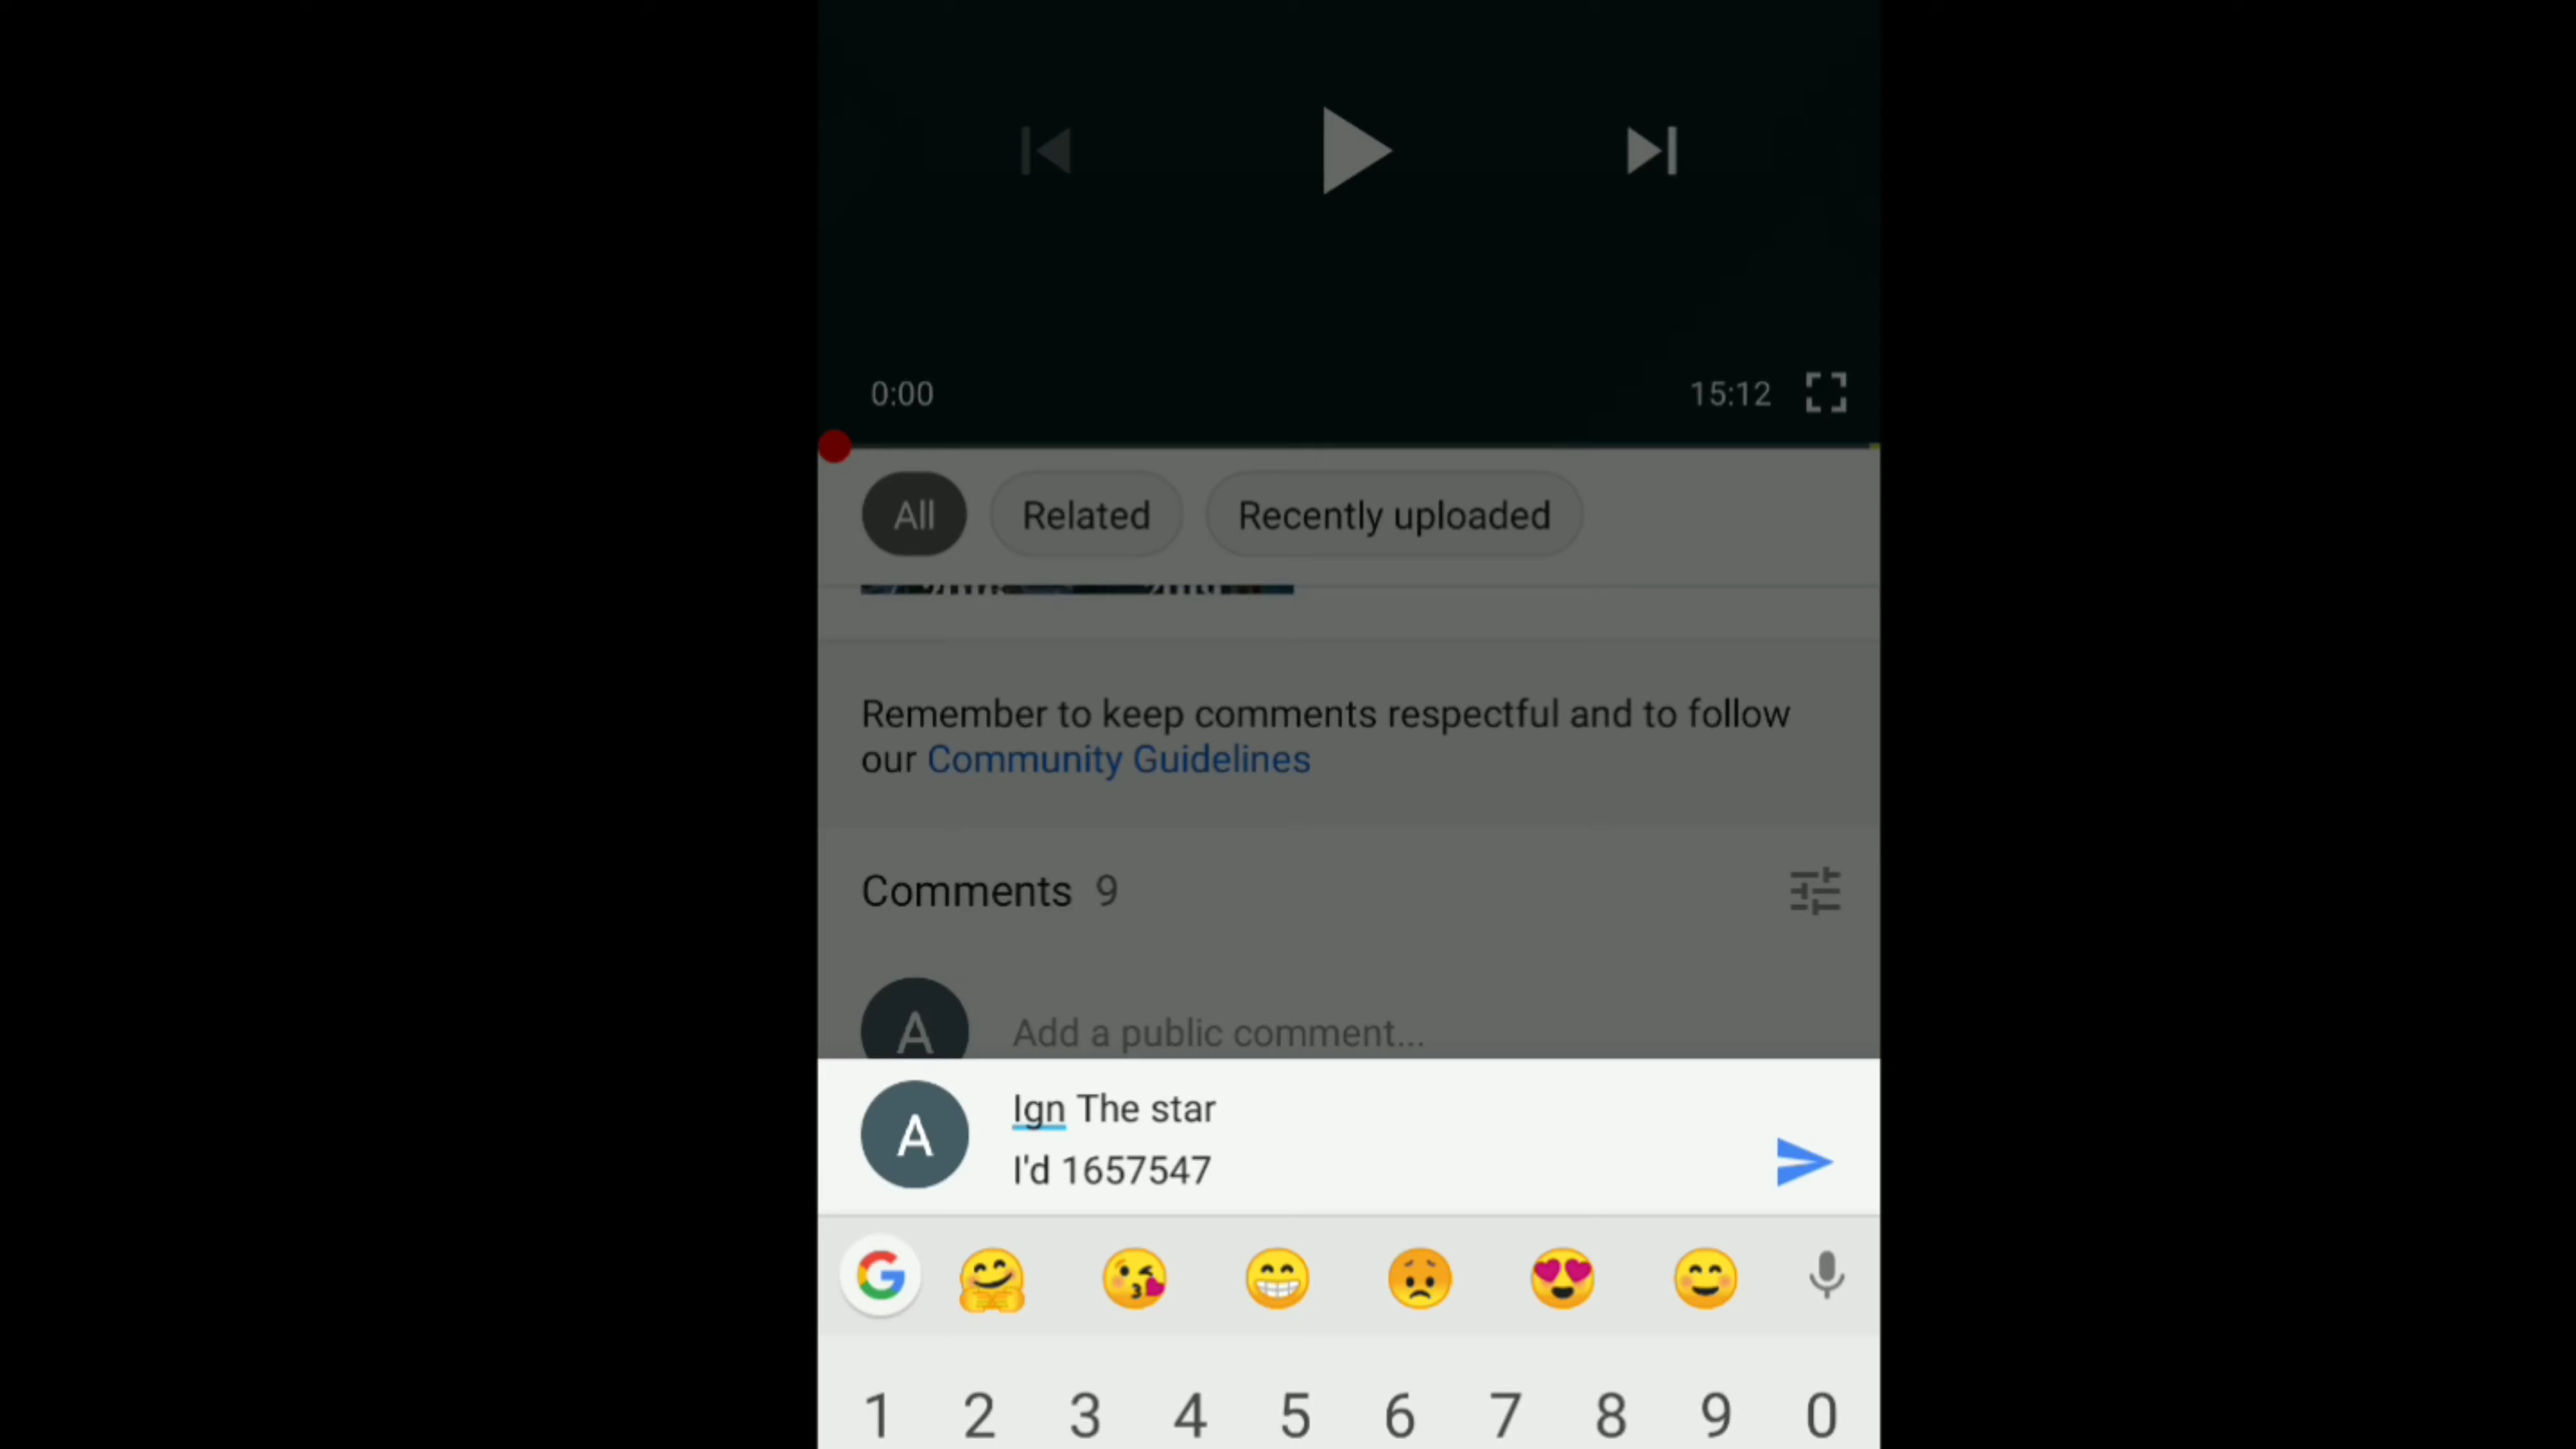 0:00
15:12
All
Related
Recently uploaded
Remember to keep comments respectful and to follow
our Community Guidelines
Comments 9
A
Add a public comment...
A
Ign The star
I'd 1657547
G
1 2 3 4 5 6 7 8 9 0